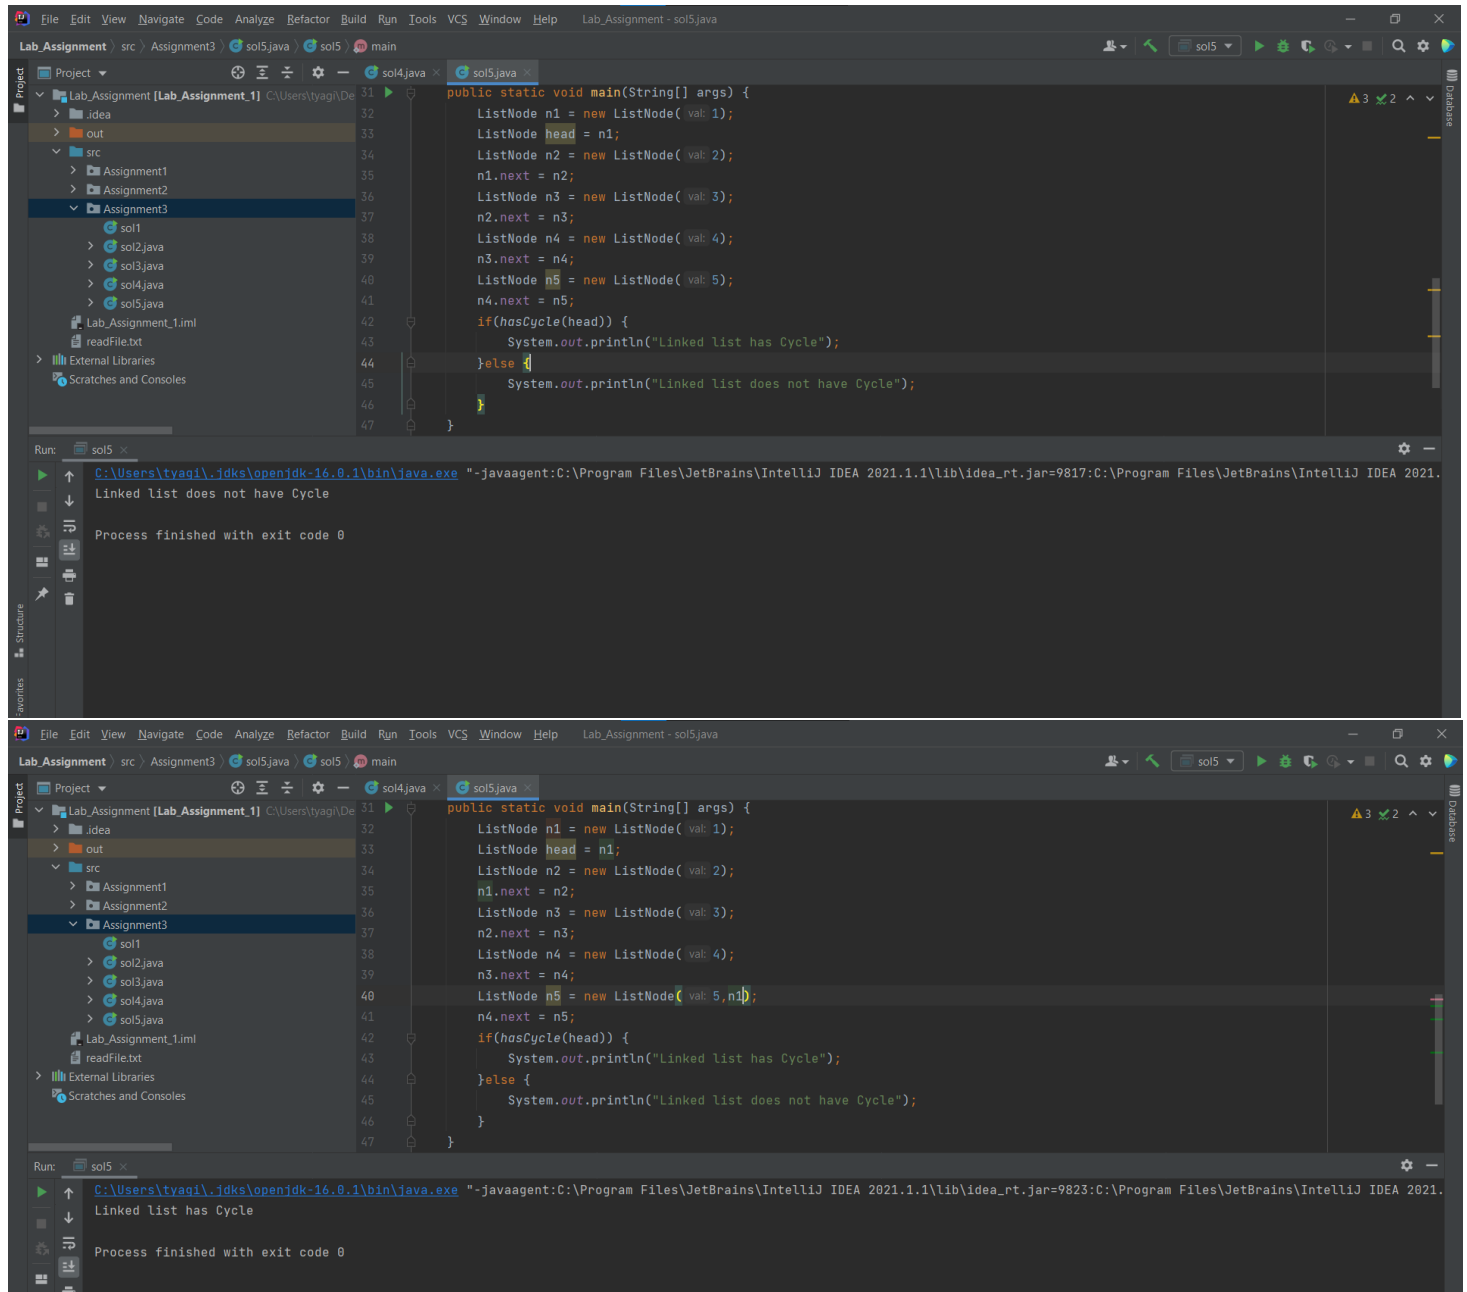 File Edit View Navigate Code Analyze Refactor Build Run Tools VCS Window Help Lab_Assignment - sol5.java
Lab_Assignment src Assignment3 sol5.java sol5 main sol5
Project
Project
sol4.java sol5.java
Lab_Assignment [Lab_Assignment_1] C:\Users\tyagi\De
.idea
out
src
Assignment1
Assignment2
Assignment3
sol1
sol2.java
sol3.java
sol4.java
sol5.java
Lab_Assignment_1.iml
readFile.txt
External Libraries
Scratches and Consoles
31 public static void main(String[] args) {
32 ListNode n1 = new ListNode( val: 1);
33 ListNode head = n1;
34 ListNode n2 = new ListNode( val: 2);
35 n1.next = n2;
36 ListNode n3 = new ListNode( val: 3);
37 n2.next = n3;
38 ListNode n4 = new ListNode( val: 4);
39 n3.next = n4;
40 ListNode n5 = new ListNode( val: 5);
41 n4.next = n5;
42 if(hasCycle(head)) {
43 System.out.println("Linked list has Cycle");
44 }else {
45 System.out.println("Linked list does not have Cycle");
46 }
47 }
3 2
Database
Run: sol5
C:\Users\tyagi\.jdks\openjdk-16.0.1\bin\java.exe "-javaagent:C:\Program Files\JetBrains\IntelliJ IDEA 2021.1.1\lib\idea_rt.jar=9817:C:\Program Files\JetBrains\IntelliJ IDEA 2021.
Linked list does not have Cycle
Process finished with exit code 0
Structure
Favorites
File Edit View Navigate Code Analyze Refactor Build Run Tools VCS Window Help Lab_Assignment - sol5.java
Lab_Assignment src Assignment3 sol5.java sol5 main sol5
Project
Project
sol4.java sol5.java
Lab_Assignment [Lab_Assignment_1] C:\Users\tyagi\De
.idea
out
src
Assignment1
Assignment2
Assignment3
sol1
sol2.java
sol3.java
sol4.java
sol5.java
Lab_Assignment_1.iml
readFile.txt
External Libraries
Scratches and Consoles
31 public static void main(String[] args) {
32 ListNode n1 = new ListNode( val: 1);
33 ListNode head = n1;
34 ListNode n2 = new ListNode( val: 2);
35 n1.next = n2;
36 ListNode n3 = new ListNode( val: 3);
37 n2.next = n3;
38 ListNode n4 = new ListNode( val: 4);
39 n3.next = n4;
40 ListNode n5 = new ListNode( val: 5,n1);
41 n4.next = n5;
42 if(hasCycle(head)) {
43 System.out.println("Linked list has Cycle");
44 }else {
45 System.out.println("Linked list does not have Cycle");
46 }
47 }
3 2
Database
Run: sol5
C:\Users\tyagi\.jdks\openjdk-16.0.1\bin\java.exe "-javaagent:C:\Program Files\JetBrains\IntelliJ IDEA 2021.1.1\lib\idea_rt.jar=9823:C:\Program Files\JetBrains\IntelliJ IDEA 2021.
Linked list has Cycle
Process finished with exit code 0